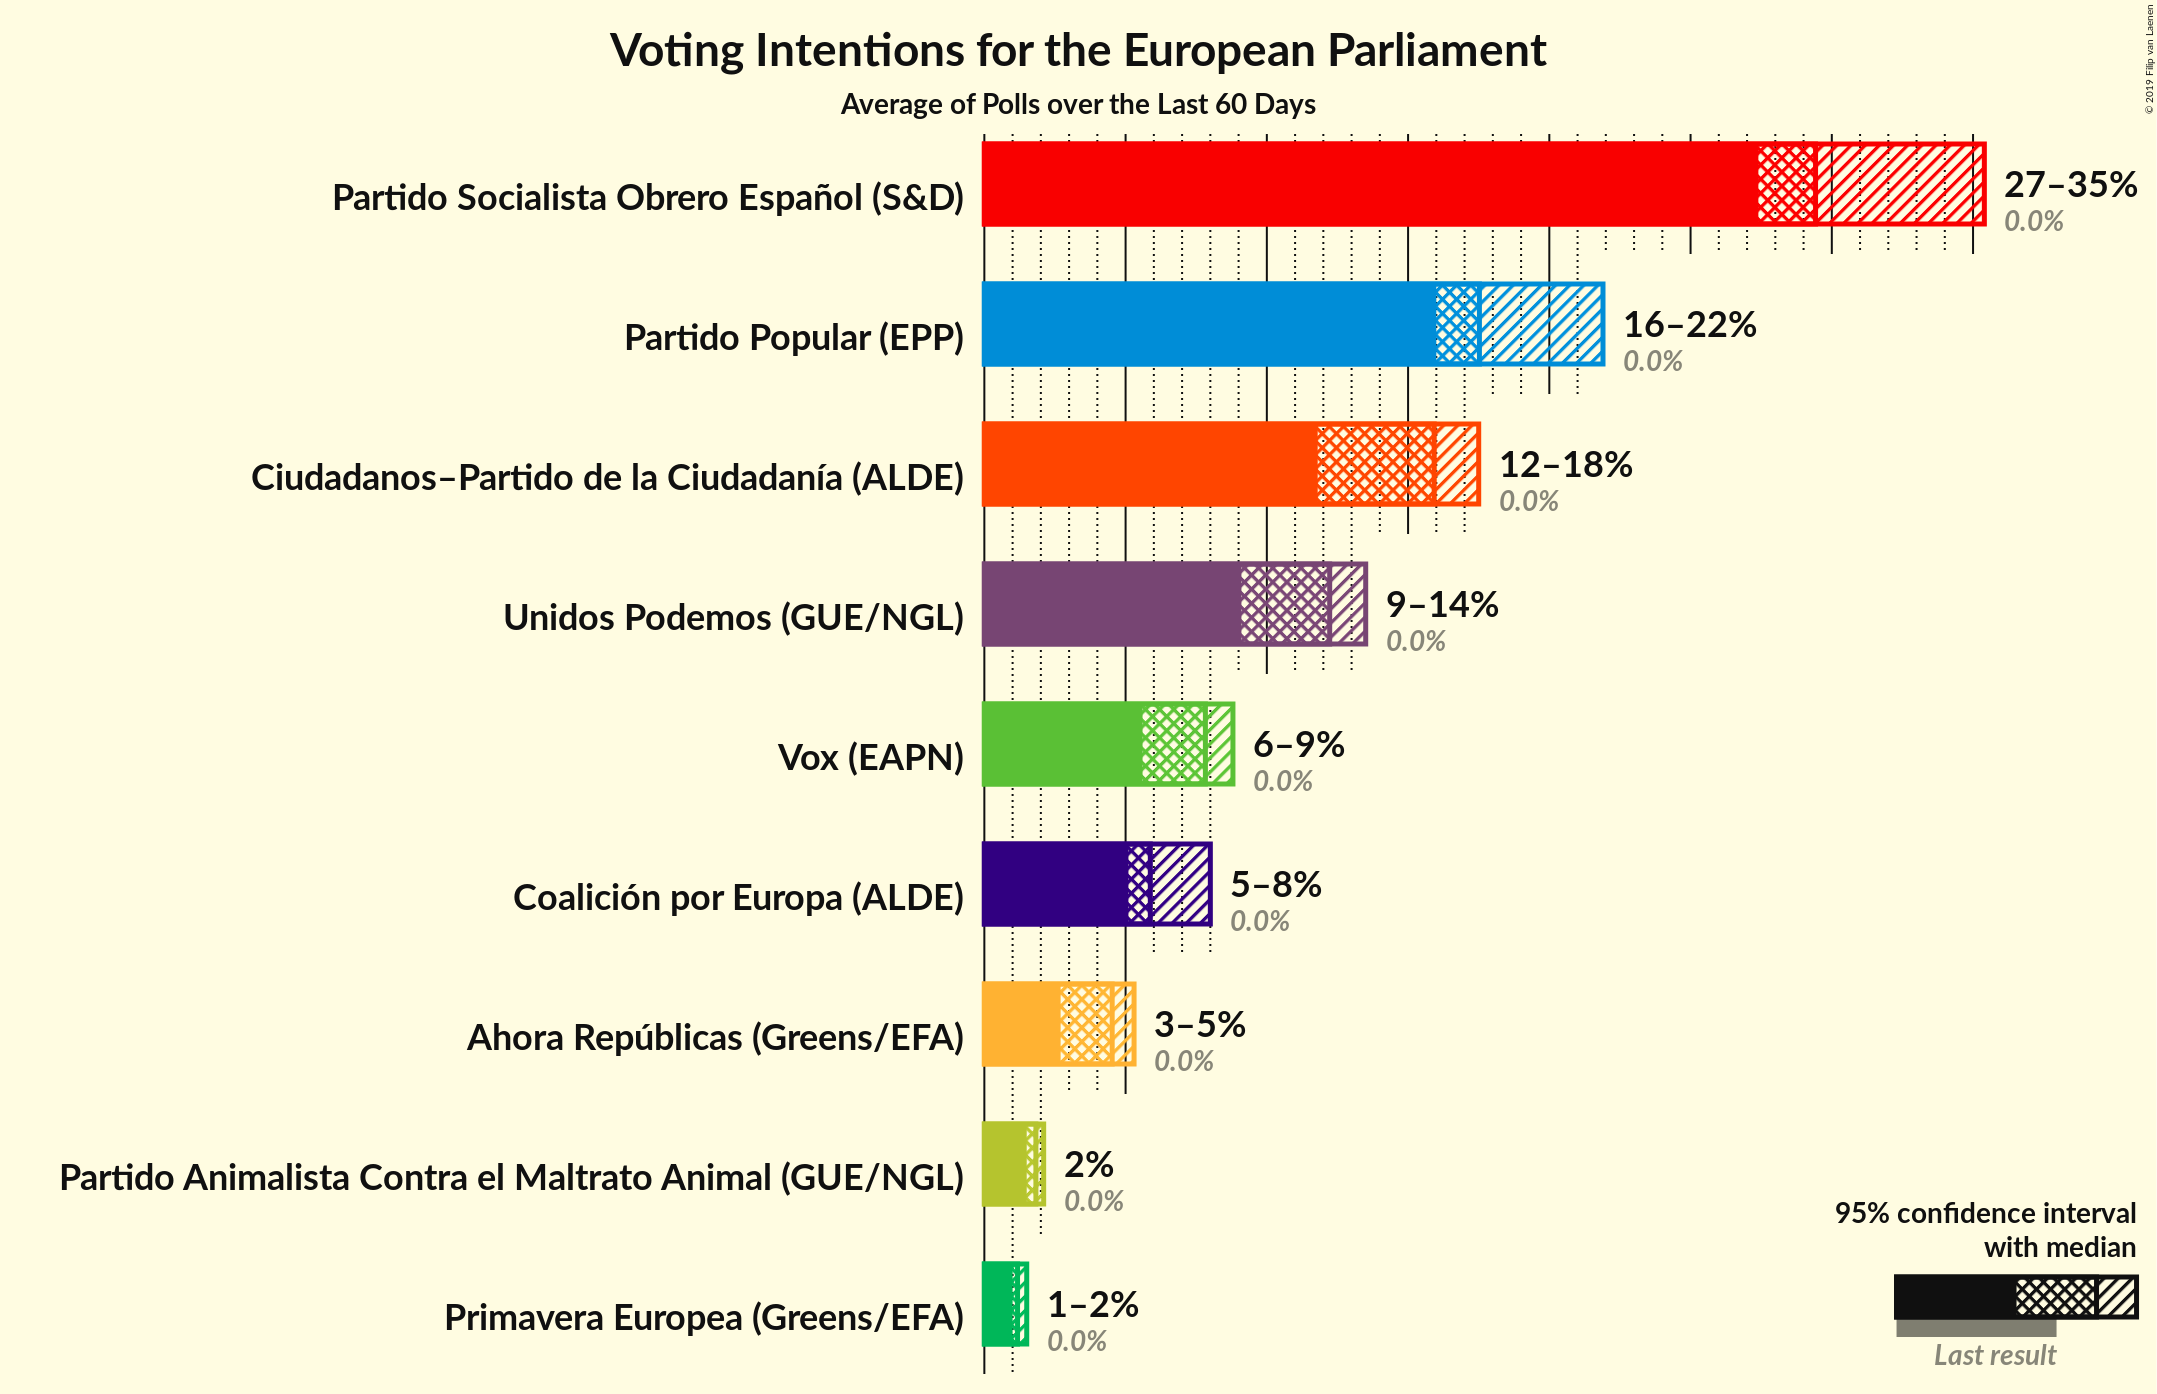 Voting Intentions for the European Parliament
Average of Polls over the Last 60 Days
© 2019 Filip van Laenen
Partido Socialista Obrero Español (S&D)
27–35%
0.0%
Partido Popular (EPP)
16–22%
0.0%
Ciudadanos–Partido de la Ciudadanía (ALDE)
12–18%
0.0%
Unidos Podemos (GUE/NGL)
9–14%
0.0%
Vox (EAPN)
6–9%
0.0%
Coalición por Europa (ALDE)
5–8%
0.0%
Ahora Repúblicas (Greens/EFA)
3–5%
0.0%
Partido Animalista Contra el Maltrato Animal (GUE/NGL)
2%
0.0%
Primavera Europea (Greens/EFA)
1–2%
0.0%
95% confidence interval
with median
Last result